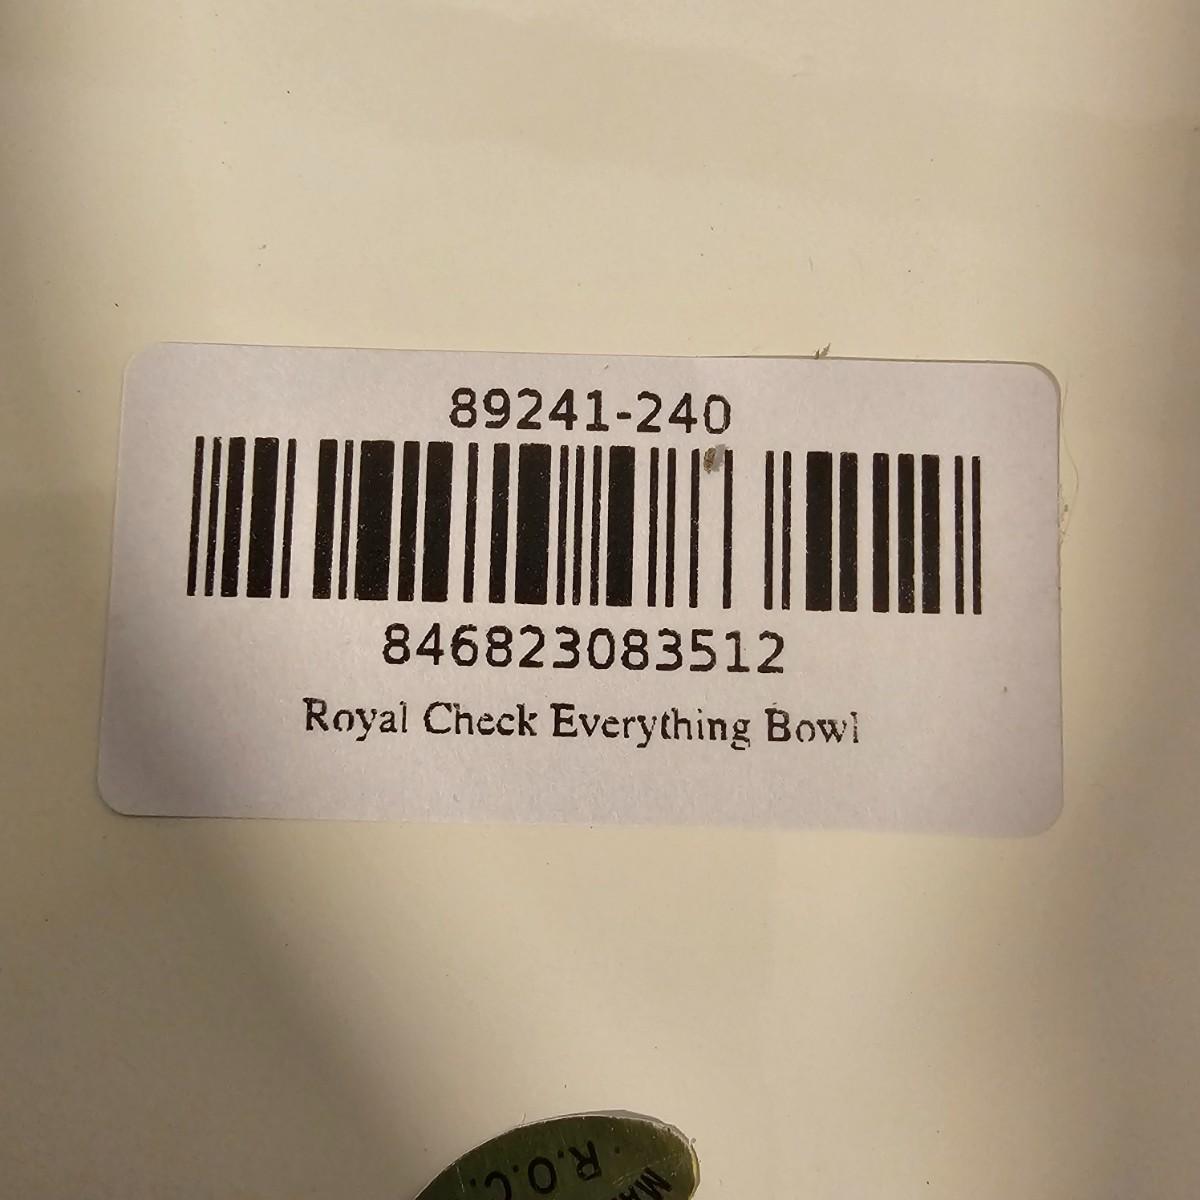 89241-240
846823083512
Royal Check Everything Bowl
R.O.C.